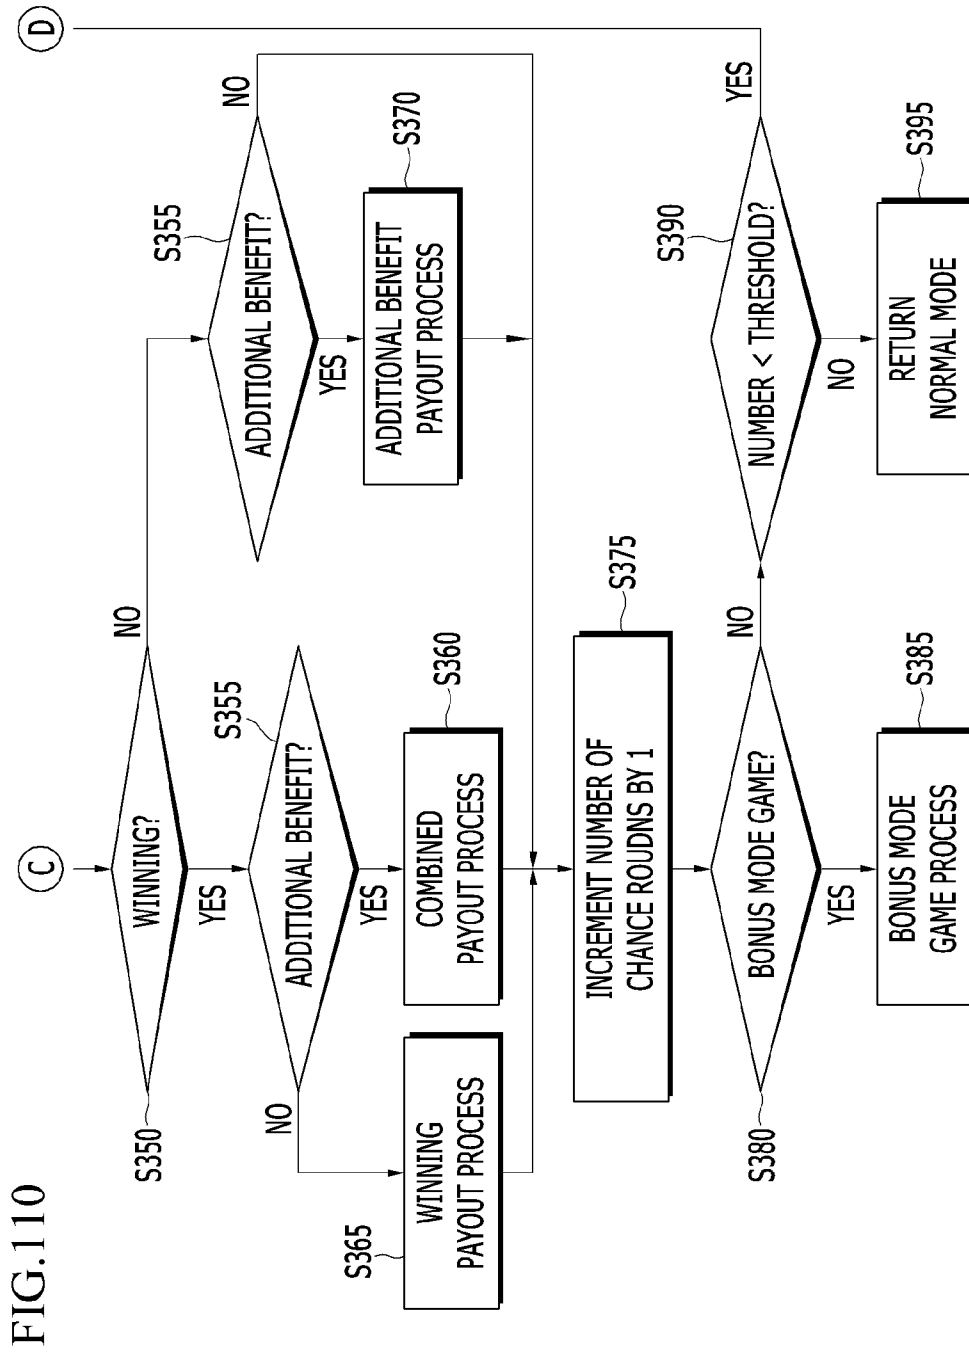 FIG.110
C
D
S350
WINNING?
NO
YES
S355
ADDITIONAL BENEFIT?
NO
YES
S355
ADDITIONAL BENEFIT?
NO
YES
S365
WINNING
PAYOUT PROCESS
S360
COMBINED
PAYOUT PROCESS
S370
ADDITIONAL BENEFIT
PAYOUT PROCESS
S375
INCREMENT NUMBER OF
CHANCE ROUDNS BY 1
S380
BONUS MODE GAME?
NO
YES
S390
NUMBER < THRESHOLD?
YES
NO
S385
BONUS MODE
GAME PROCESS
S395
RETURN
NORMAL MODE